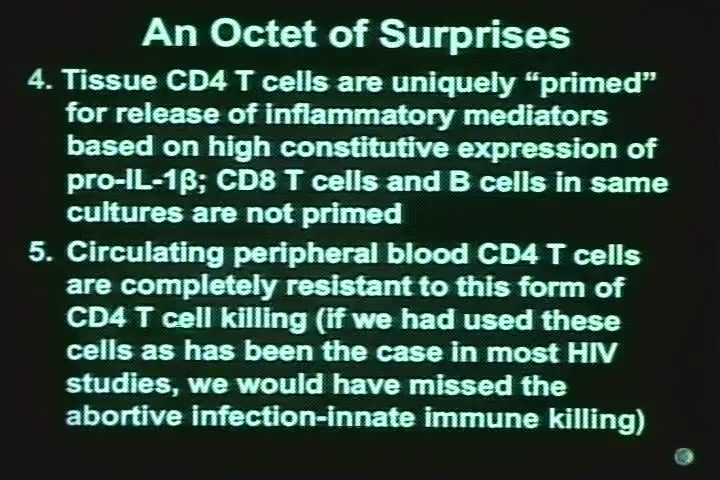 An Octet of Surprises
4. Tissue CD4 T cells are uniquely “primed”
for release of inflammatory mediators
based on high constitutive expression of
pro-IL-1β; CD8 T cells and B cells in same
cultures are not primed
5. Circulating peripheral blood CD4 T cells
are completely resistant to this form of
CD4 T cell killing (if we had used these
cells as has been the case in most HIV
studies, we would have missed the
abortive infection-innate immune killing)